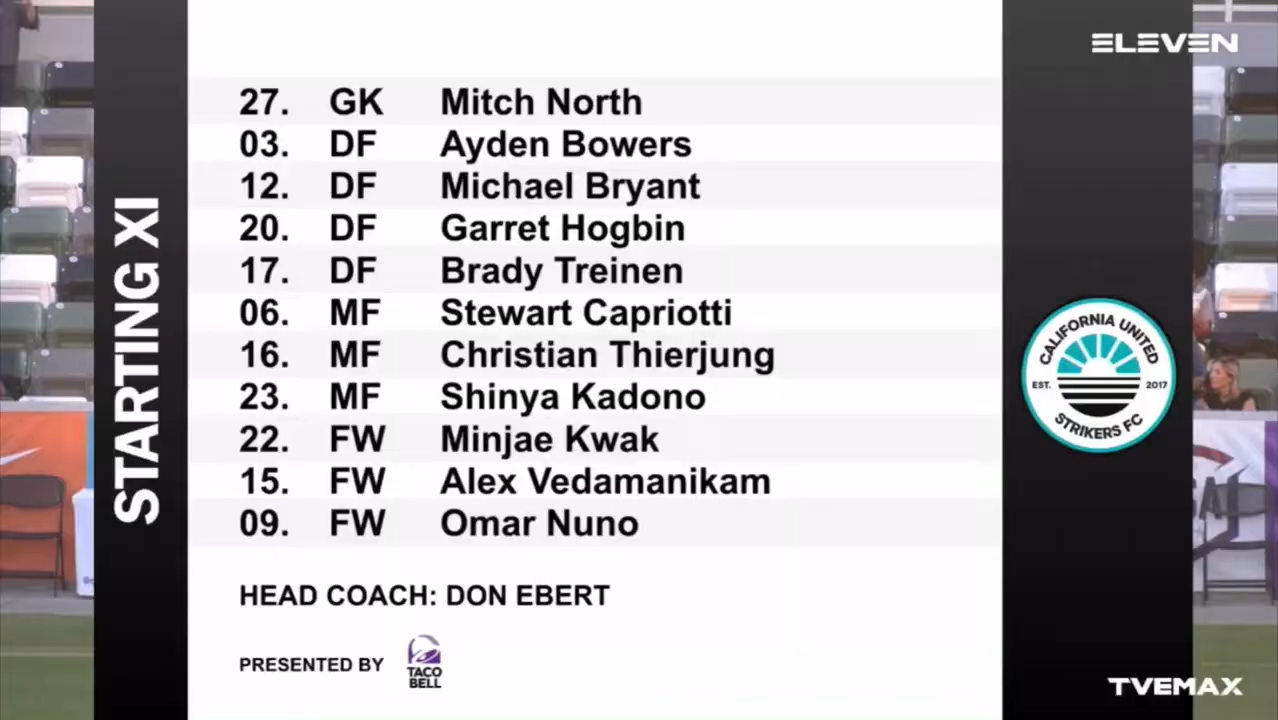 ELEVEN
STARTING XI
27. GK Mitch North
03. DF Ayden Bowers
12. DF Michael Bryant
20. DF Garret Hogbin
17. DF Brady Treinen
06. MF Stewart Capriotti
16. MF Christian Thierjung
23. MF Shinya Kadono
22. FW Minjae Kwak
15. FW Alex Vedamanikam
09. FW Omar Nuno
HEAD COACH: DON EBERT
PRESENTED BY
TACO
BELL
CALIFORNIA UNITED
EST. 2017
STRIKERS FC
TVEMAX